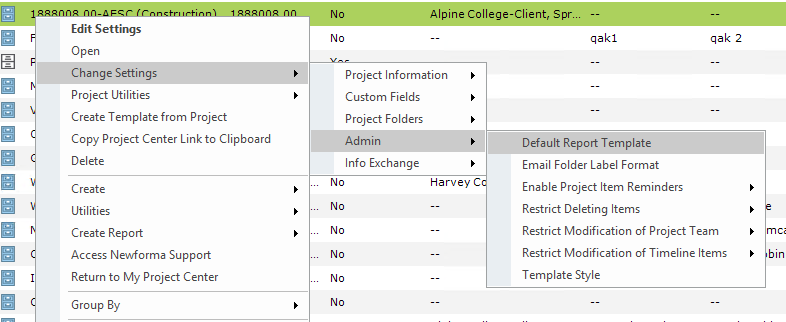 1888008.00-AESC (Construction) 1888008.00 No Alpine College-Client, Spr... -- --
Edit Settings
No -- qak1 qak 2
Open
Change Settings
Project Information
Project Utilities
Custom Fields
Create Template from Project
Project Folders
Copy Project Center Link to Clipboard
Admin
Default Report Template
Delete
Info Exchange
Email Folder Label Format
... No Harvey Co
Create
Enable Project Item Reminders
... No --
Utilities
Restrict Deleting Items
... No --
Create Report
Restrict Modification of Project Team
... No --
Access Newforma Support
Restrict Modification of Timeline Items
... No --
Return to My Project Center
Template Style
No -- -- --
Group By